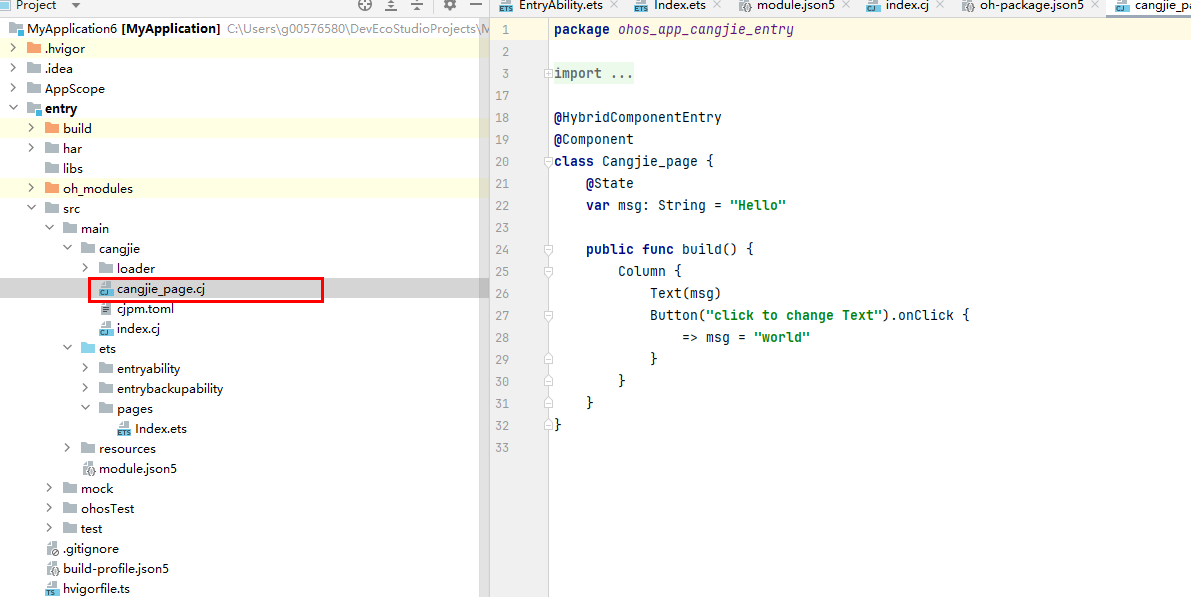 Project
EntryAbility.ets
Index.ets
module.json5
index.cj
oh-package.json5
cangjie_pa
MyApplication6 [MyApplication] C:\Users\g00576580\DevEcoStudioProjects\M
.hvigor
.idea
AppScope
entry
build
har
libs
oh_modules
src
main
cangjie
loader
cangjie_page.cj
cjpm.toml
index.cj
ets
entryability
entrybackupability
pages
Index.ets
resources
module.json5
mock
ohosTest
test
.gitignore
build-profile.json5
hvigorfile.ts
1 package ohos_app_cangjie_entry
2
3 import ...
17
18 @HybridComponentEntry
19 @Component
20 class Cangjie_page {
21 @State
22 var msg: String = "Hello"
23
24 public func build() {
25 Column {
26 Text(msg)
27 Button("click to change Text").onClick {
28 => msg = "world"
29 }
30 }
31 }
32 }
33